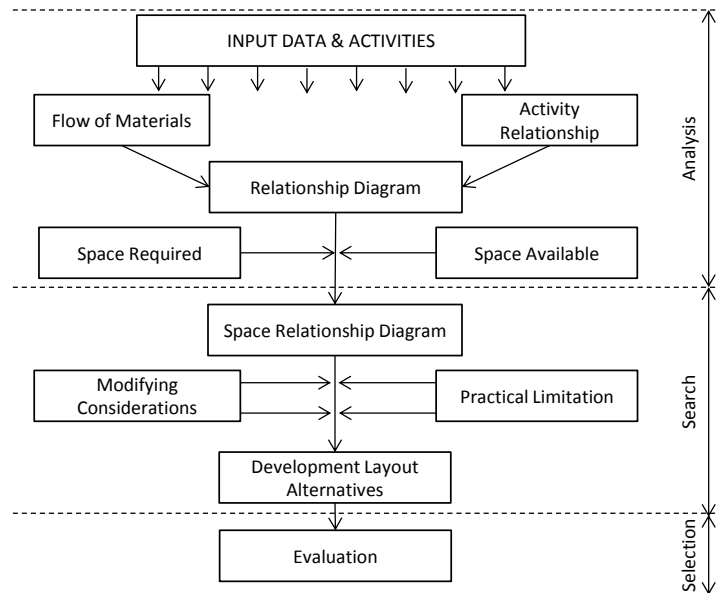 INPUT DATA & ACTIVITIES
Flow of Materials
Activity
Relationship
Relationship Diagram
Space Required
Space Available
Analysis
Space Relationship Diagram
Modifying
Considerations
Practical Limitation
Development Layout
Alternatives
Search
Evaluation
Selection